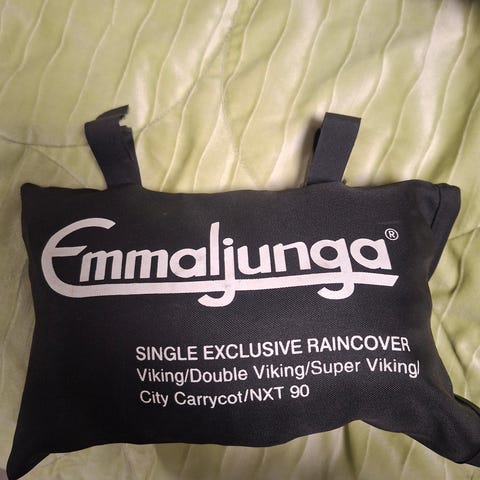 Emmaljunga®
SINGLE EXCLUSIVE RAINCOVER
Viking/Double Viking/Super Viking/
City Carrycot/NXT 90